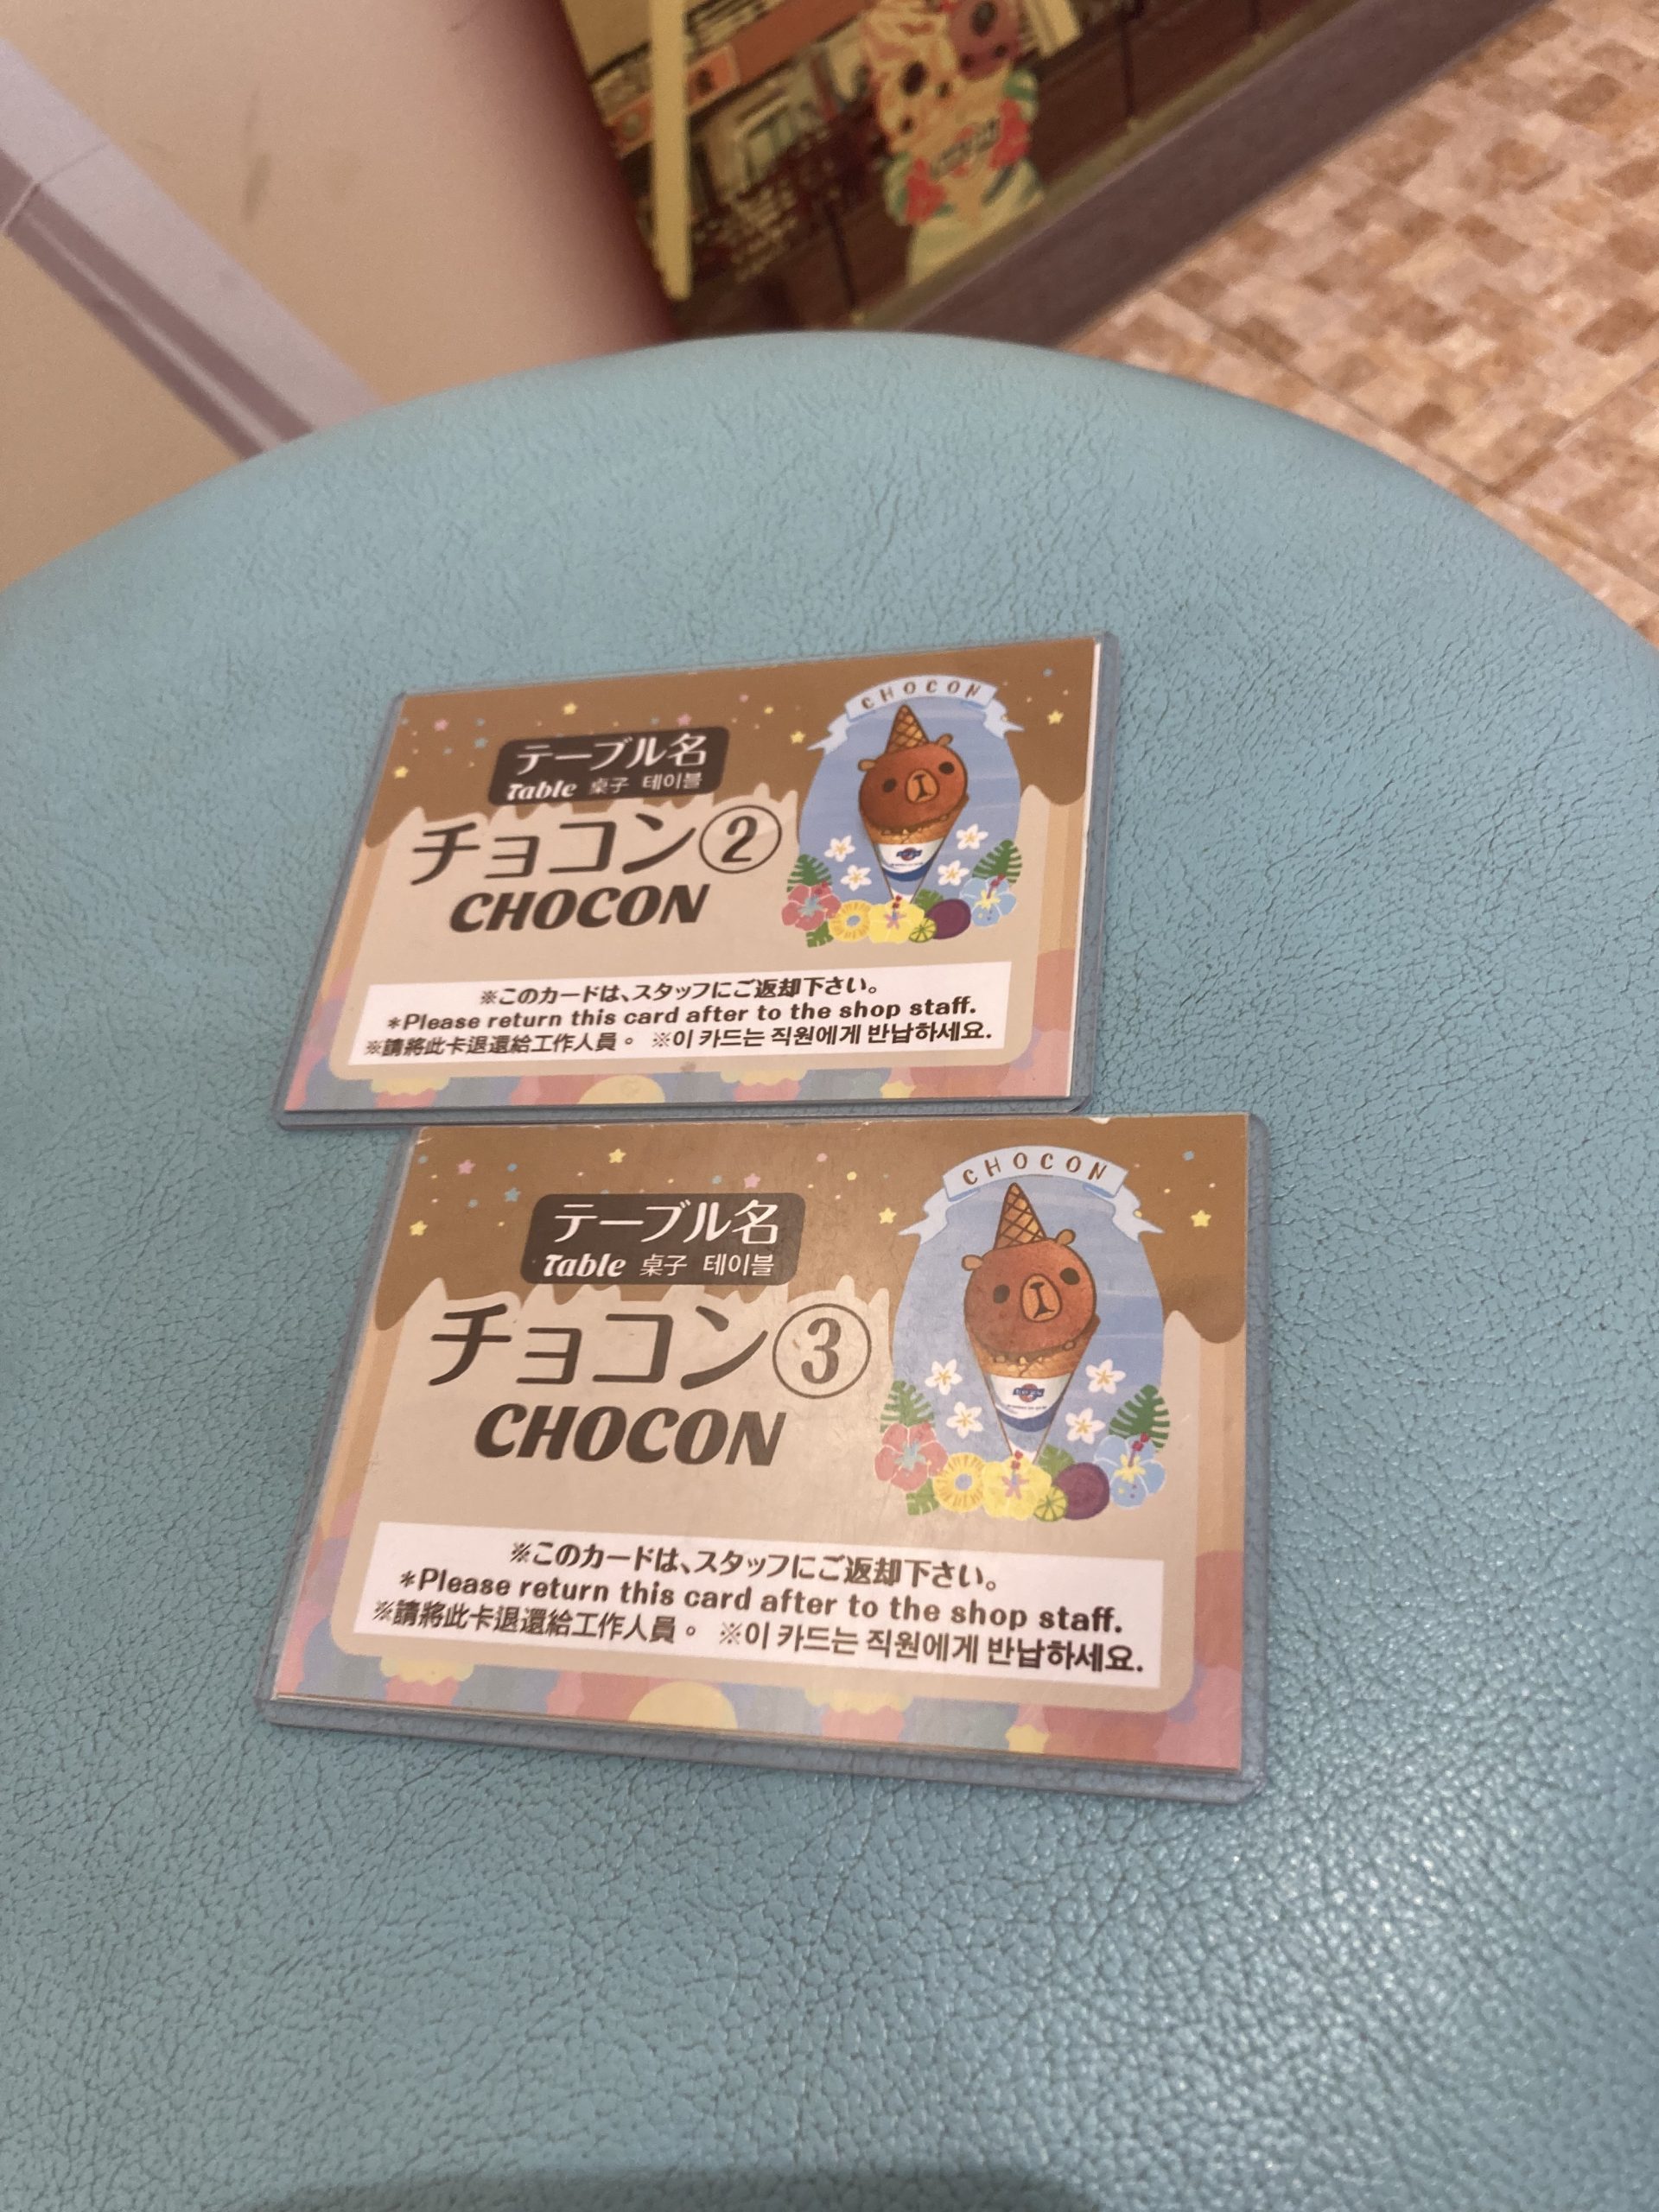 CHOCON
テーブル名
Table 桌子 테이블
チョコン②
CHOCON
※このカードは、スタッフにご返却下さい。
*Please return this card after to the shop staff.
※請將此卡退還給工作人員。 ※이 카드는 직원에게 반납하세요.
CHOCON
テーブル名
Table 桌子 테이블
チョコン③
CHOCON
※このカードは、スタッフにご返却下さい。
*Please return this card after to the shop staff.
※請將此卡退還給工作人員。 ※이 카드는 직원에게 반납하세요.